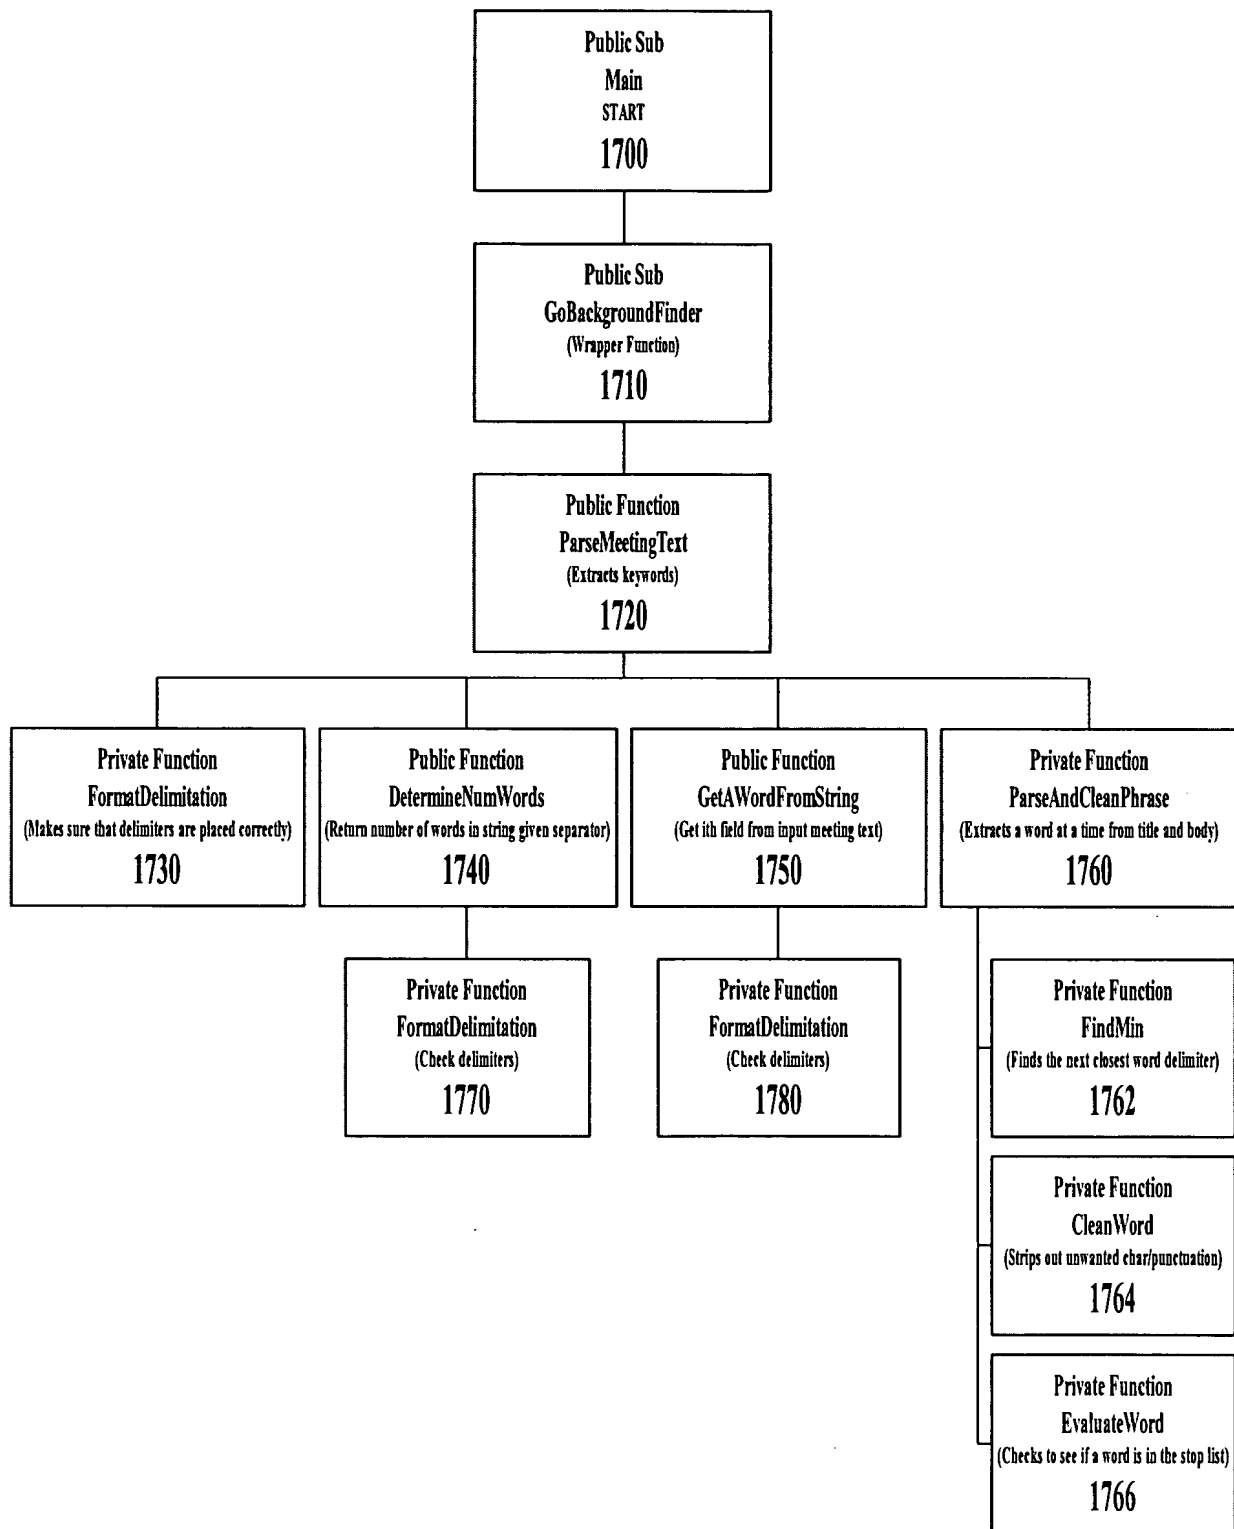 Public Sub
Main
START
1700
Public Sub
GoBackgroundFinder
(Wrapper Function)
1710
Public Function
ParseMeetingText
(Extracts keywords)
1720
Private Function
FormatDelimitation
(Makes sure that delimiters are placed correctly)
1730
Public Function
DetermineNumWords
(Return number of words in string given separator)
1740
Public Function
GetAWordFromString
(Get ith field from input meeting text)
1750
Private Function
ParseAndCleanPhrase
(Extracts a word at a time from title and body)
1760
Private Function
FormatDelimitation
(Check delimiters)
1770
Private Function
FormatDelimitation
(Check delimiters)
1780
Private Function
FindMin
(Finds the next closest word delimiter)
1762
Private Function
CleanWord
(Strips out unwanted char/punctuation)
1764
Private Function
EvaluateWord
(Checks to see if a word is in the stop list)
1766